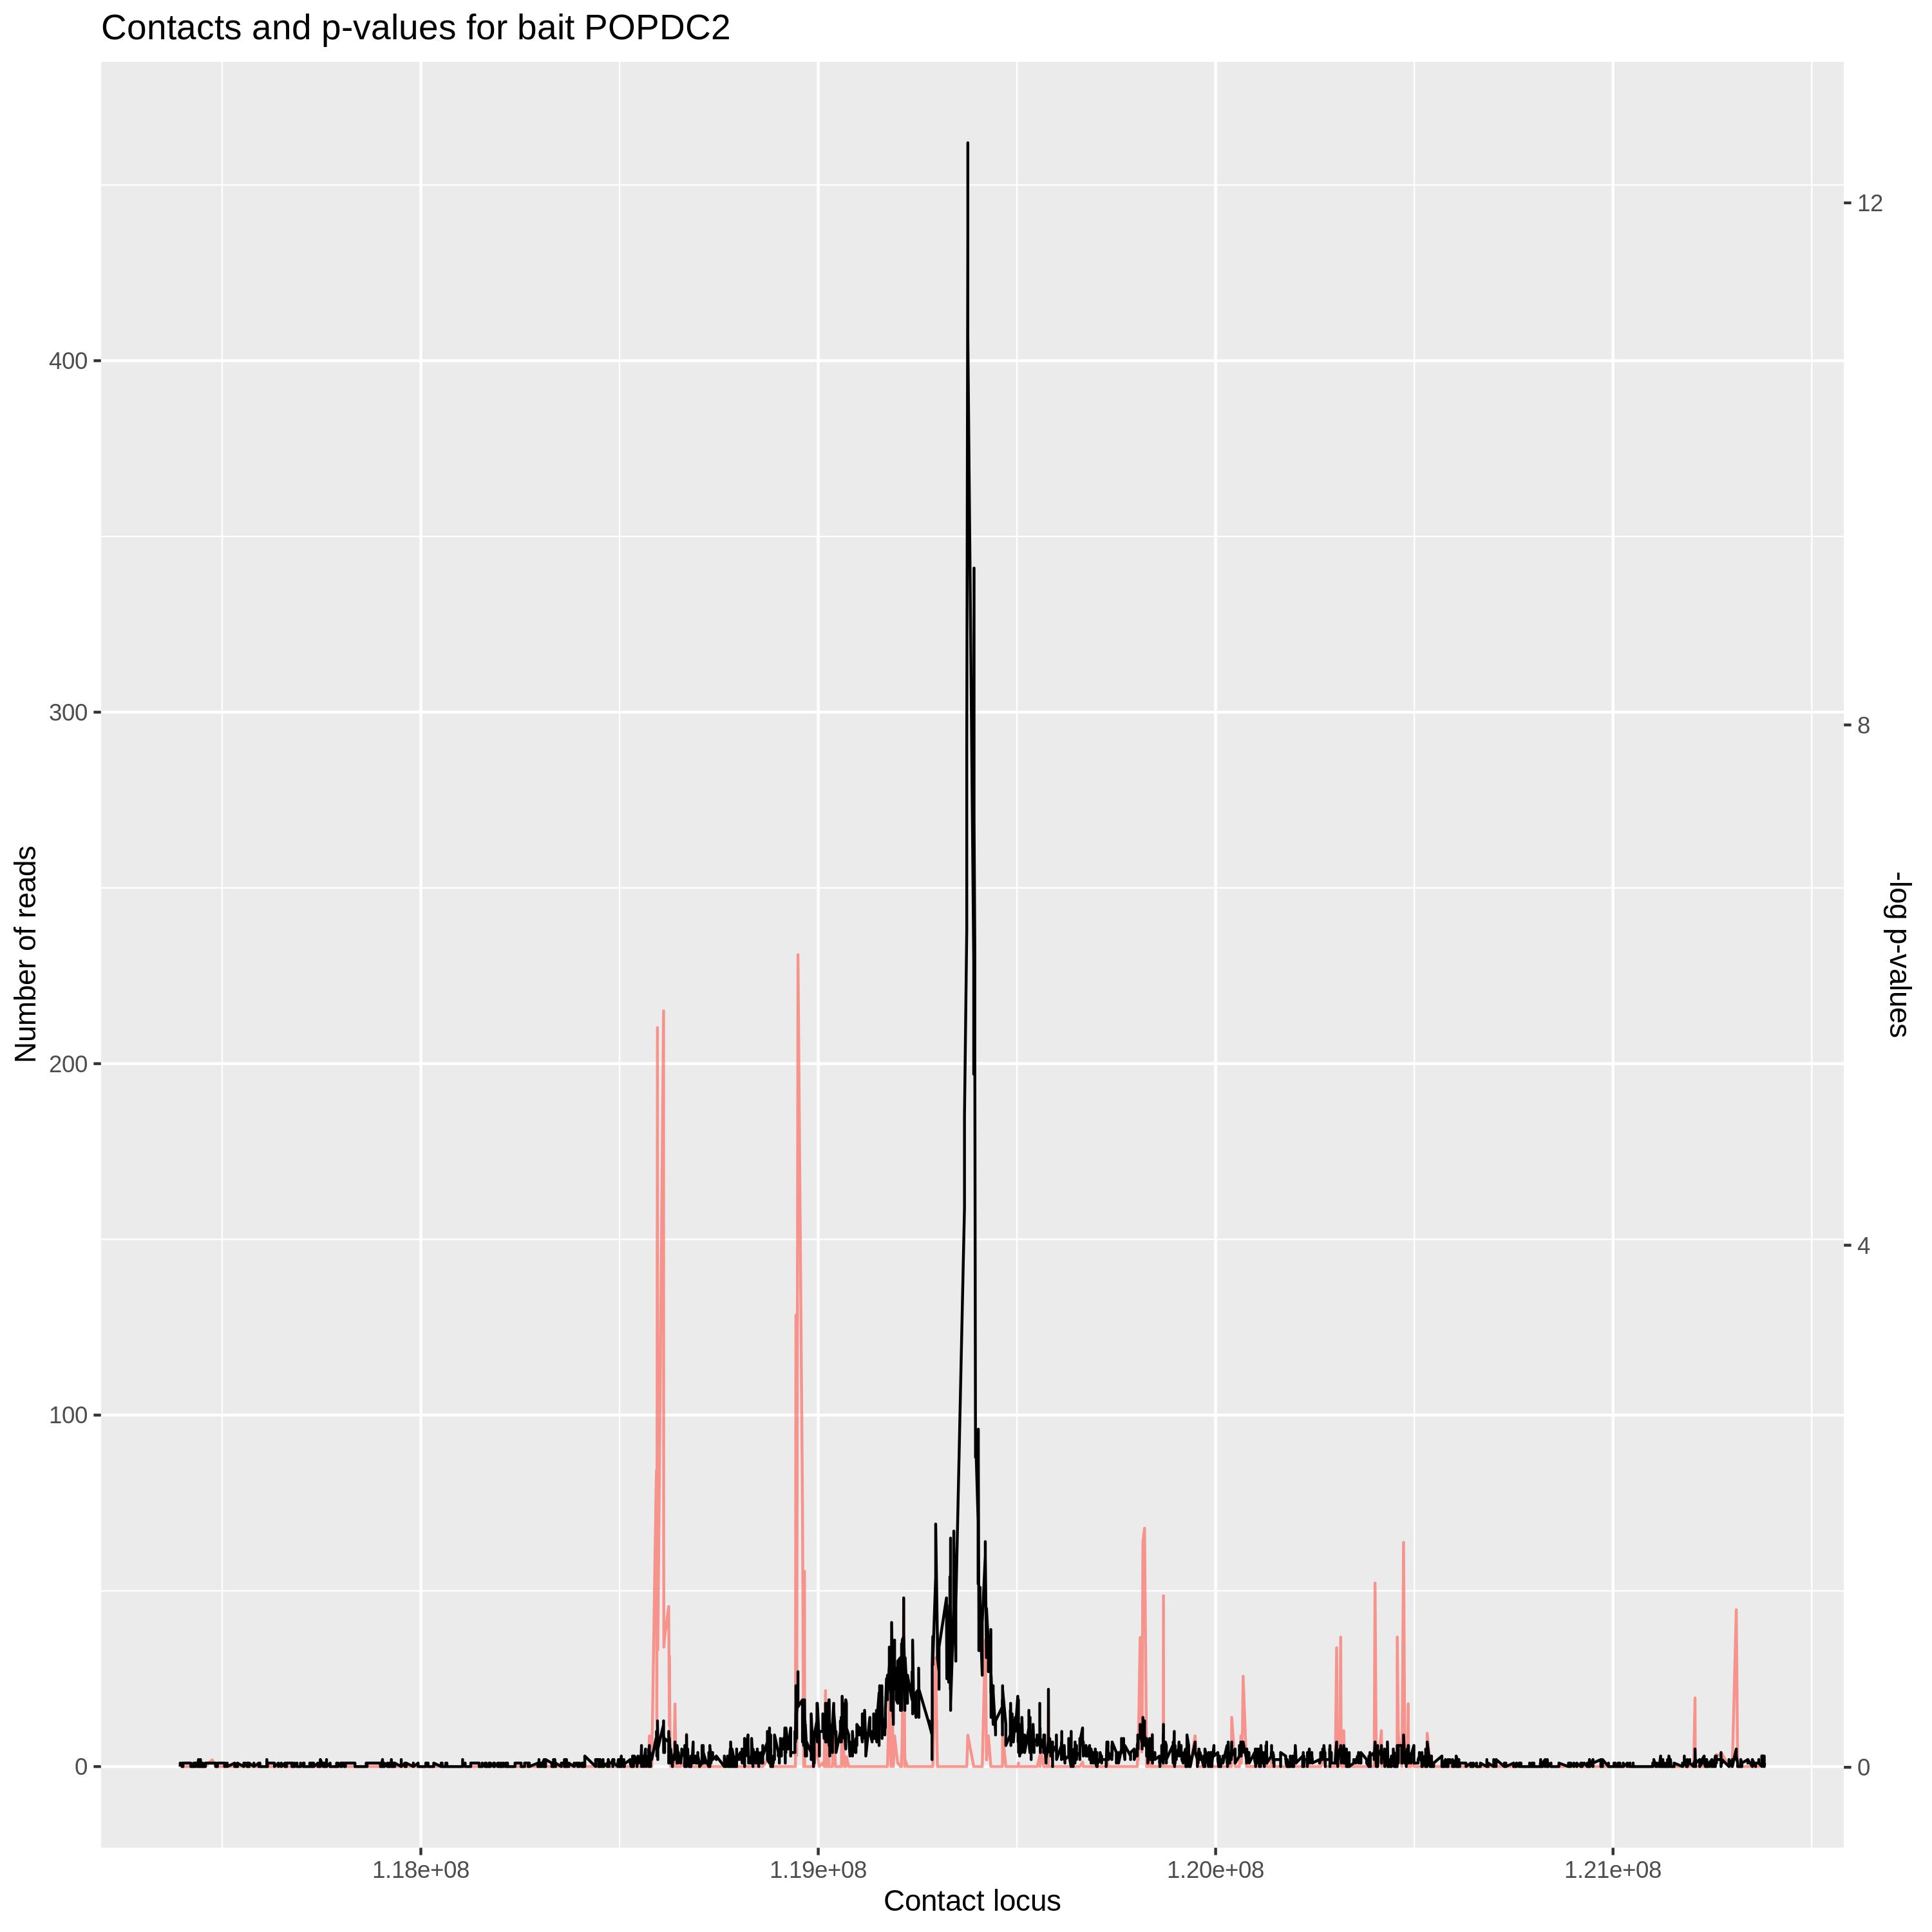 Contacts and p-values for bait POPDC2
Number of reads
400
300
200
100
0
12
8
4
0
-log p-values
1.18e+08
1.19e+08
1.20e+08
1.21e+08
Contact locus